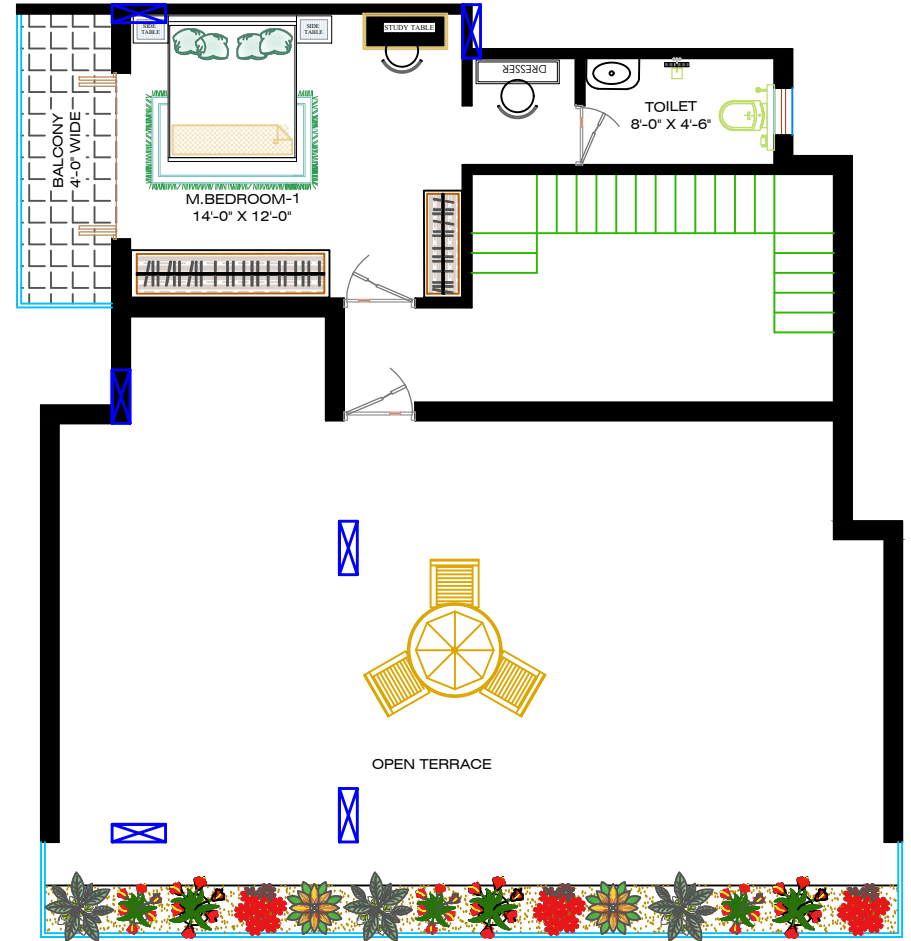 SIDE
TABLE
SIDE
TABLE
STUDY TABLE
DRESSER
TOILET
8'-0" X 4'-6"
BALCONY
4'-0" WIDE
M.BEDROOM-1
14'-0" X 12'-0"
OPEN TERRACE